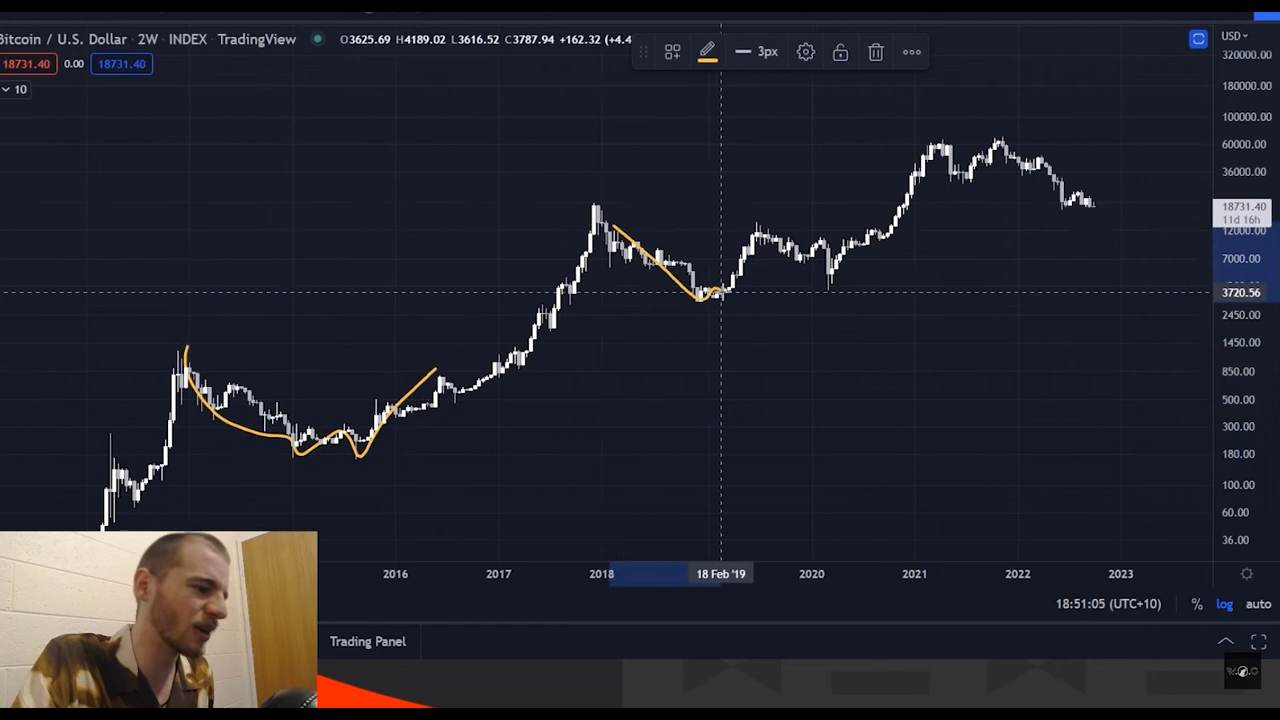 Bitcoin / U.S. Dollar · 2W · INDEX · TradingView O3625.69 H4189.02 L3616.52 C3787.94 +162.32 (+4.4
18731.40 0.00 18731.40
10
3px
USD
320000.00
180000.00
100000.00
60000.00
36000.00
18731.40
11d 16h
12000.00
7000.00
3720.56
2450.00
1450.00
850.00
500.00
300.00
180.00
100.00
60.00
36.00
2016 2017 2018 18 Feb '19 2020 2021 2022 2023
18:51:05 (UTC+10) % log auto
Trading Panel